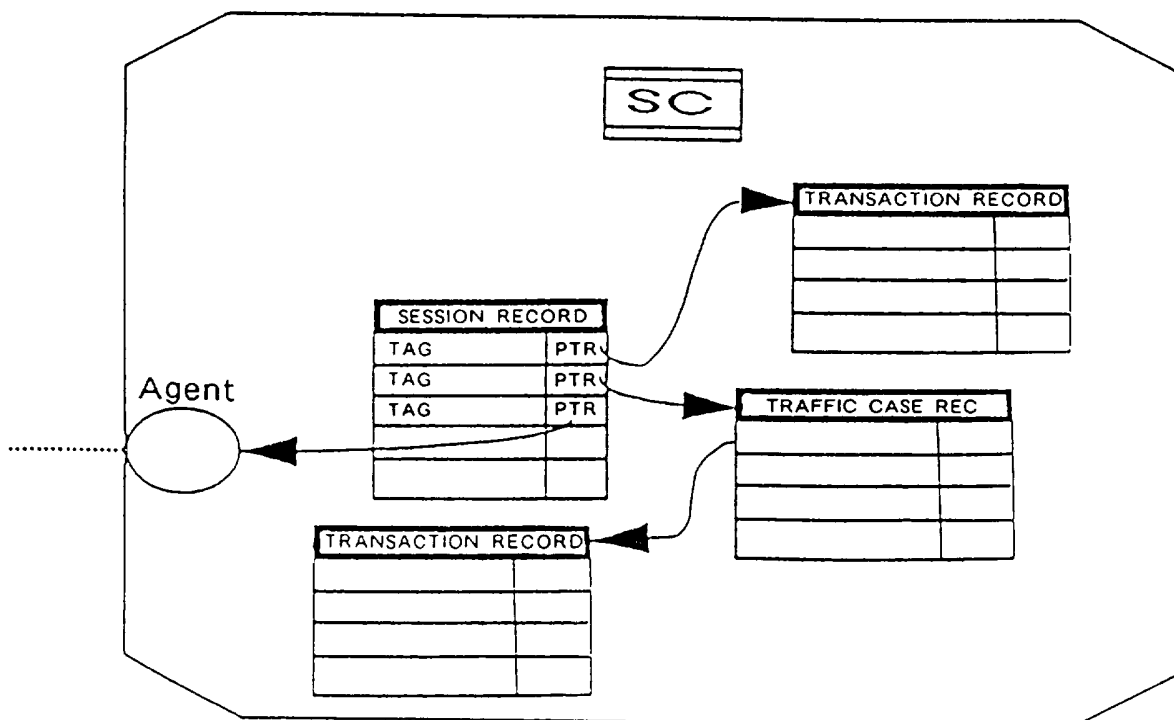 SC
TRANSACTION RECORD
SESSION RECORD
TAG PTR
TAG PTR
TAG PTR
Agent
TRAFFIC CASE REC
TRANSACTION RECORD